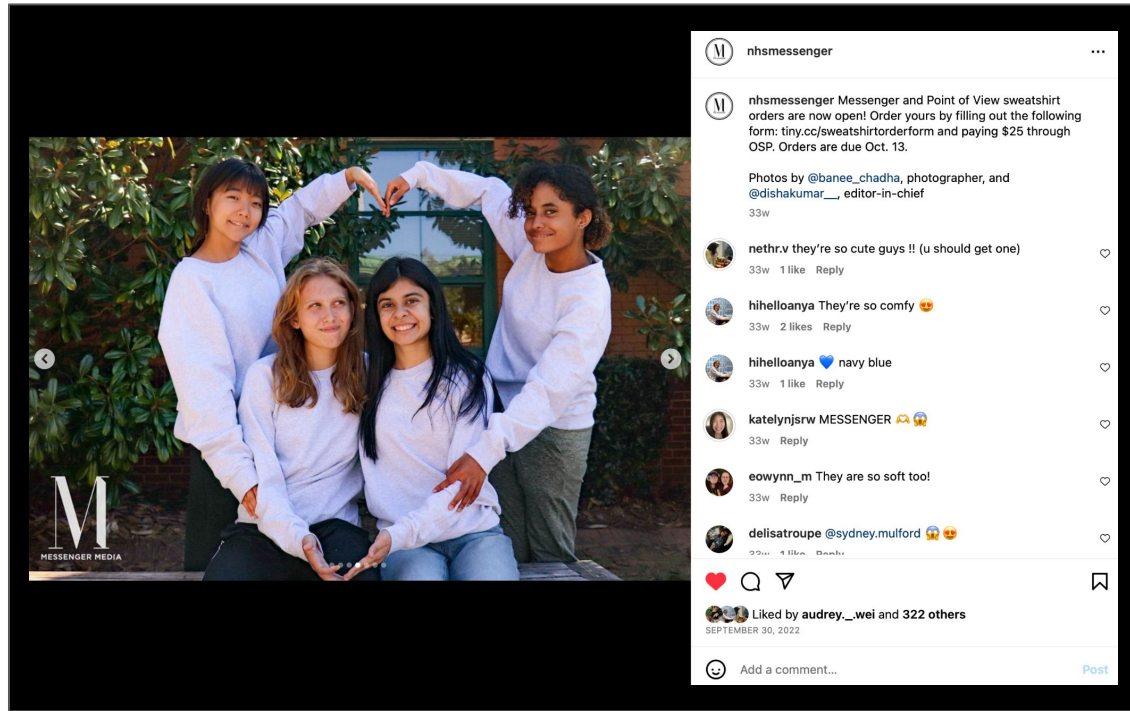 nhsmessenger
nhsmessenger Messenger and Point of View sweatshirt
orders are now open! Order yours by filling out the following
form: tiny.cc/sweatshirtorderform and paying $25 through
OSP. Orders are due Oct. 13.
Photos by @banee_chadha, photographer, and
@dishakumar__, editor-in-chief
33w
nethr.v they're so cute guys !! (u should get one)
33w 1 like Reply
hihelloanya They're so comfy 😍
33w 2 likes Reply
hihelloanya 💙 navy blue
33w 1 like Reply
katelynjsrw MESSENGER 🫶 😱
33w Reply
eowynn_m They are so soft too!
33w Reply
delisatroupe @sydney.mulford 😱 😍
33w 1 like Reply
M
MESSENGER MEDIA
Liked by audrey._.wei and 322 others
SEPTEMBER 30, 2022
Add a comment...
Post